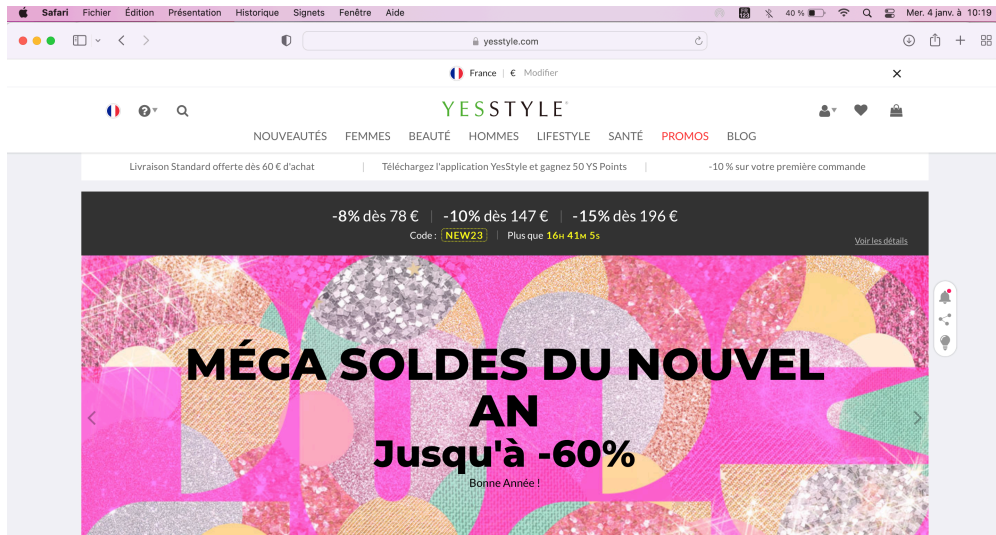 Safari Fichier Édition Présentation Historique Signets Fenêtre Aide 40 % Mer. 4 janv. à 10:19
yesstyle.com
France | € Modifier
YESSTYLE
NOUVEAUTÉS FEMMES BEAUTÉ HOMMES LIFESTYLE SANTÉ PROMOS BLOG
Livraison Standard offerte dès 60 € d'achat | Téléchargez l'application YesStyle et gagnez 50 YS Points | -10 % sur votre première commande
-8% dès 78 € | -10% dès 147 € | -15% dès 196 €
Code : NEW23 | Plus que 16H 41M 5S
Voir les détails
MÉGA SOLDES DU NOUVEL
AN
Jusqu'à -60%
Bonne Année !